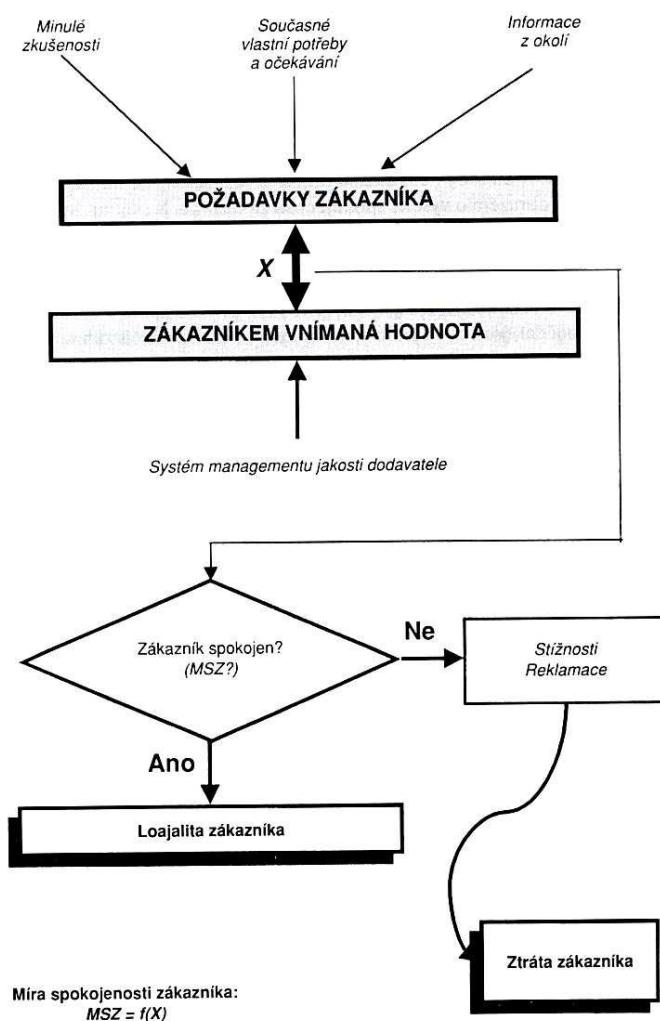 Minulé
zkušenosti
Současné
vlastní potřeby
a očekávání
Informace
z okolí
POŽADAVKY ZÁKAZNÍKA
X
ZÁKAZNÍKEM VNÍMANÁ HODNOTA
Systém managementu jakosti dodavatele
Zákazník spokojen?
(MSZ?)
Ne
Stížnosti
Reklamace
Ano
Loajalita zákazníka
Ztráta zákazníka
Míra spokojenosti zákazníka:
MSZ = f(X)